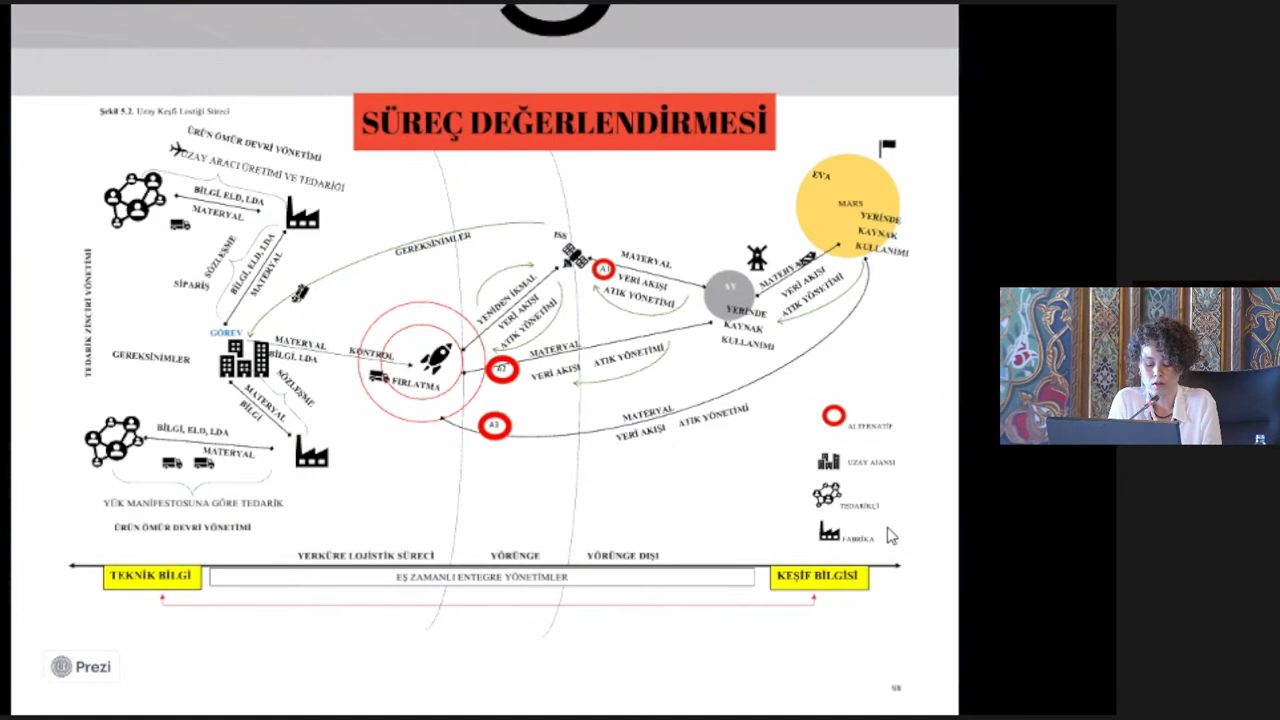 Şekil 5.2. Uzay Keşfi Lostiği Süreci
SÜREÇ DEĞERLENDİRMESİ
ÜRÜN ÖMÜR DEVRİ YÖNETİMİ
UZAY ARACI ÜRETİMİ VE TEDARİĞİ
BİLGİ, ELD, LDA
MATERYAL
SÖZLEŞME
SİPARİŞ
BİLGİ, ELD, LDA
MATERYAL
TEDARİK ZİNCİRİ YÖNETİMİ
GÖREV
GEREKSİNİMLER
MATERYAL
BİLGİ, LDA
KONTROL
FIRLATMA
SÖZLEŞME
MATERYAL
BİLGİ
BİLGİ, ELD, LDA
MATERYAL
YÜK MANİFESTOSUNA GÖRE TEDARİK
ÜRÜN ÖMÜR DEVRİ YÖNETİMİ
GEREKSİNİMLER
ISS
YENİDEN İKMAL
VERİ AKIŞI
ATIK YÖNETİMİ
A1
MATERYAL
VERİ AKIŞI
ATIK YÖNETİMİ
A2
MATERYAL
VERİ AKIŞI
ATIK YÖNETİMİ
A3
MATERYAL
VERİ AKIŞI
ATIK YÖNETİMİ
AY
YERİNDE
KAYNAK
KULLANIMI
VERİ AKIŞI
ATIK YÖNETİMİ
EVA
MARS
YERİNDE
KAYNAK
KULLANIMI
ALTERNATİF
UZAY AJANSI
TEDARİKÇİ
FABRİKA
YERKÜRE LOJİSTİK SÜRECİ
YÖRÜNGE
YÖRÜNGE DIŞI
TEKNİK BİLGİ
EŞ ZAMANLI ENTEGRE YÖNETİMLER
KEŞİF BİLGİSİ
Prezi